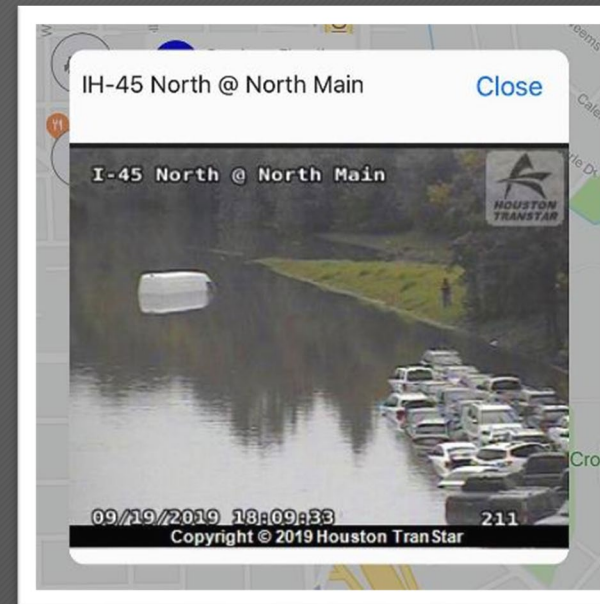 IH-45 North @ North Main
Close
I-45 North @ North Main
HOUSTON
TRANSTAR
09/19/2019 18:09:33
211
Copyright © 2019 Houston TranStar
Cro